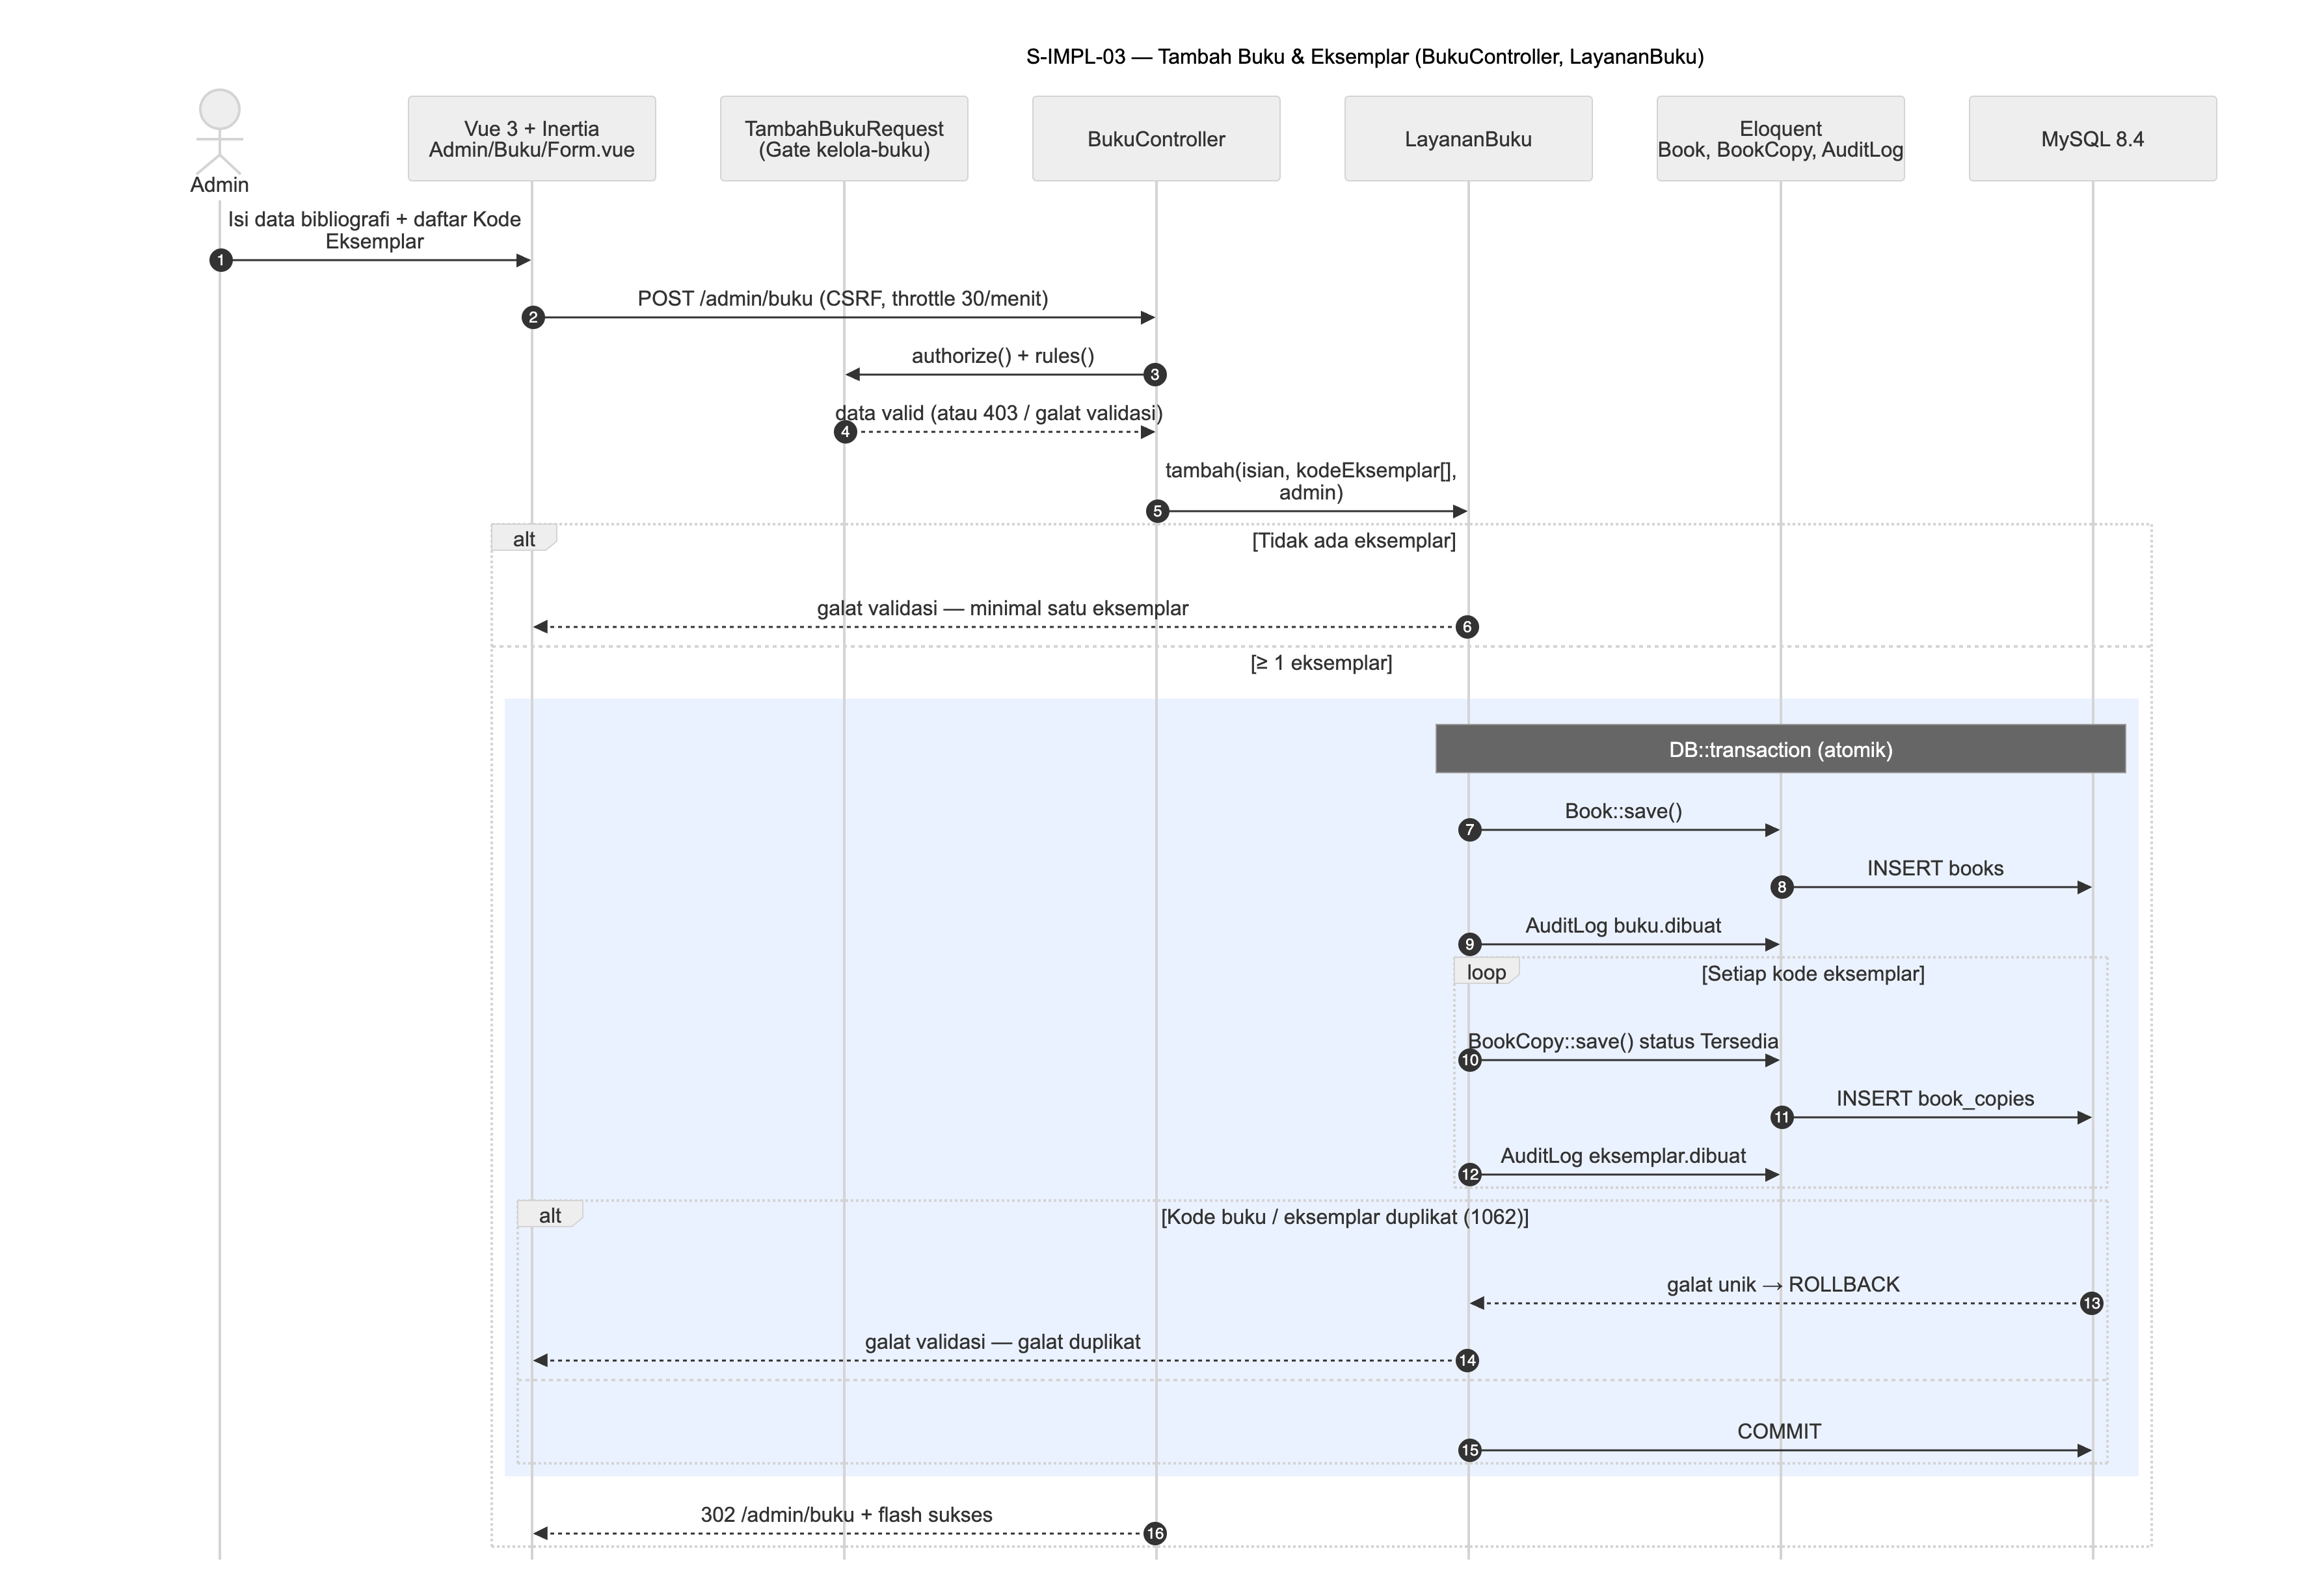 S-IMPL-03 — Tambah Buku & Eksemplar (BukuController, LayananBuku)
Admin
Vue 3 + Inertia
Admin/Buku/Form.vue
TambahBukuRequest
(Gate kelola-buku)
BukuController
LayananBuku
Eloquent
Book, BookCopy, AuditLog
MySQL 8.4
Isi data bibliografi + daftar Kode
Eksemplar
1
POST /admin/buku (CSRF, throttle 30/menit)
2
authorize() + rules()
3
data valid (atau 403 / galat validasi)
4
tambah(isian, kodeEksemplar[],
admin)
5
alt
[Tidak ada eksemplar]
galat validasi — minimal satu eksemplar
6
[≥ 1 eksemplar]
DB::transaction (atomik)
Book::save()
7
INSERT books
8
AuditLog buku.dibuat
9
loop
[Setiap kode eksemplar]
BookCopy::save() status Tersedia
10
INSERT book_copies
11
AuditLog eksemplar.dibuat
12
alt
[Kode buku / eksemplar duplikat (1062)]
galat unik → ROLLBACK
13
galat validasi — galat duplikat
14
COMMIT
15
302 /admin/buku + flash sukses
16